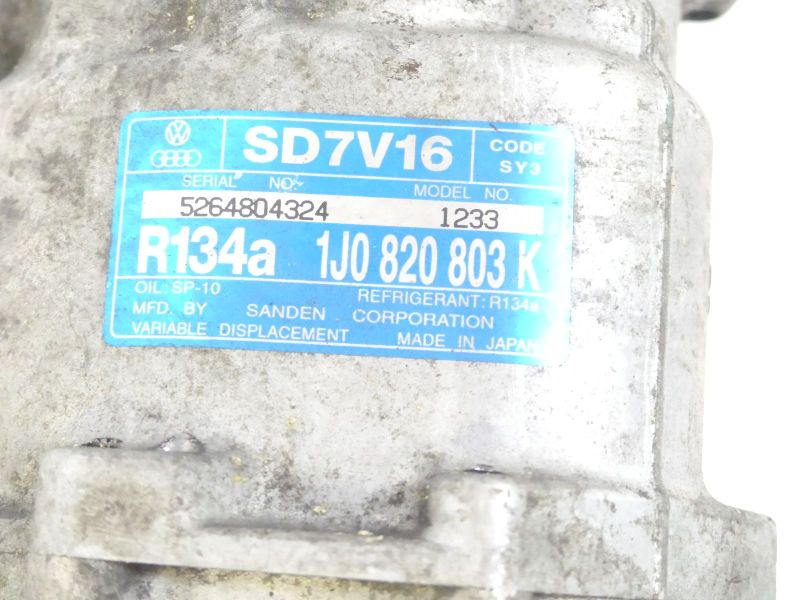 SD7V16
CODE
SY3
SERIAL NO.
MODEL NO.
5264804324
1233
R134a
1J0 820 803 K
OIL: SP-10
REFRIGERANT: R134a
MFD. BY SANDEN CORPORATION
VARIABLE DISPLACEMENT
MADE IN JAPAN